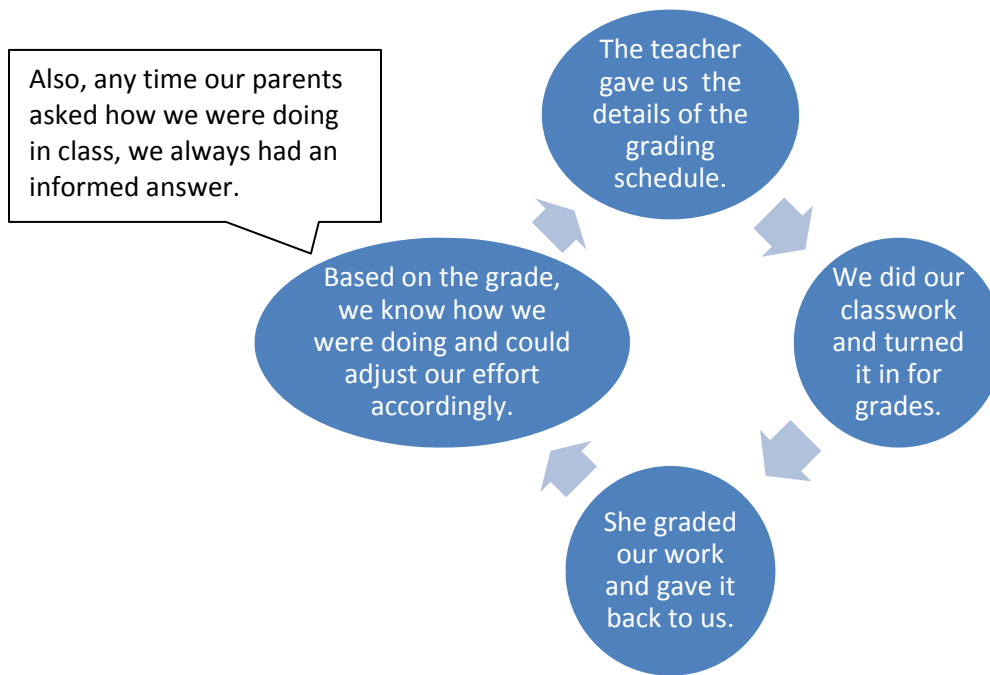 Also, any time our parents
asked how we were doing
in class, we always had an
informed answer.
The teacher
gave us the
details of the
grading
schedule.
We did our
classwork
and turned
it in for
grades.
She graded
our work
and gave it
back to us.
Based on the grade,
we know how we
were doing and could
adjust our effort
accordingly.